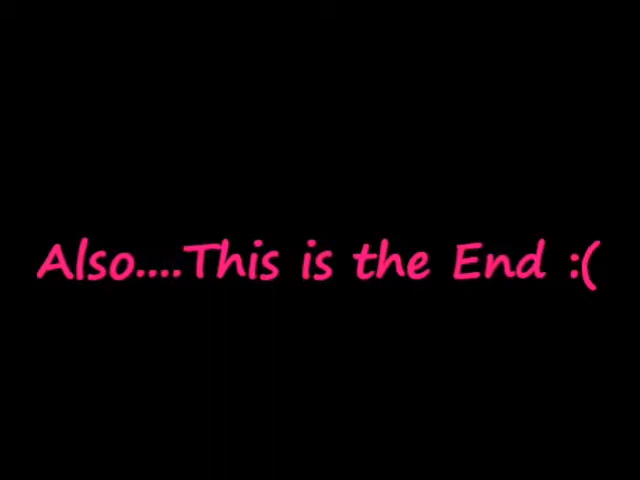 Also....This is the End :(